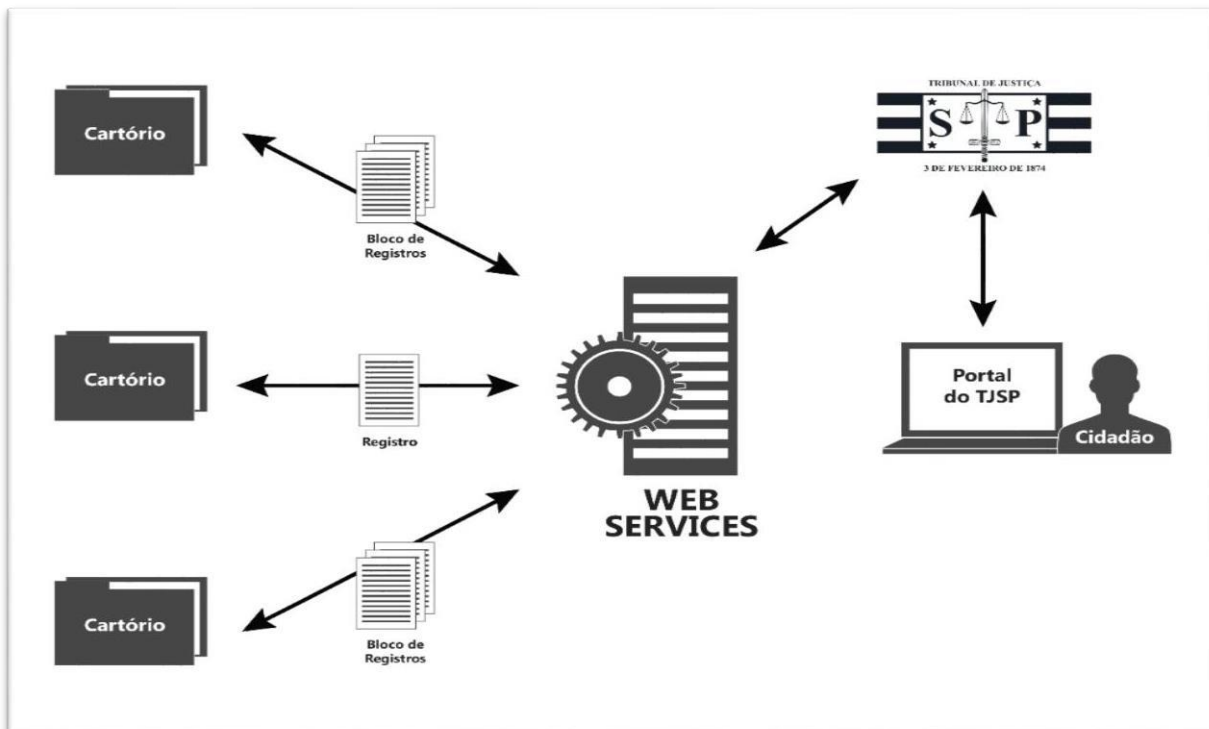 Cartório
Bloco de
Registros
Cartório
Registro
Cartório
Bloco de
Registros
WEB
SERVICES
TRIBUNAL DE JUSTIÇA
S P
3 DE FEVEREIRO DE 1874
Portal
do TJSP
Cidadão